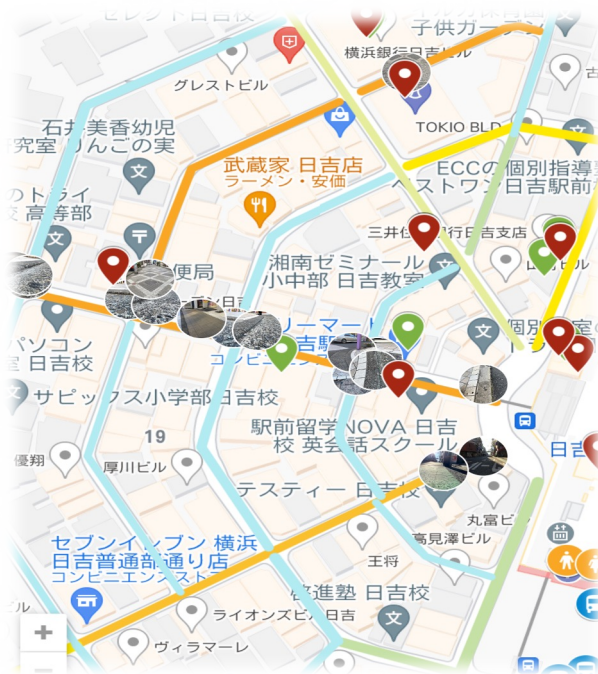 セレクト日吉校
子供ガーデン
横浜銀行日吉ビル
グレストビル
TOKIO BLD.
石井美香幼児
究室 りんごの実
武蔵家 日吉店
ラーメン・安価
ECCの個別指導
ベストワン日吉駅前
のトライ
高等部
三井住 行日吉支店
便局
湘南ゼミナール
小中部 日吉教室
パソコン
室 日吉校
サピックス小学部 日吉校
駅前留学NOVA 日吉
校 英会話スクール
日吉
19
優翔
厚川ビル
テスティー 日吉校
丸富ビ
高見澤ビル
セブンイレブン 横浜
日吉普通部通り店
コンビニエンススト
王将
啓進塾 日吉校
ライオンズビル日吉
ヴィラマーレ
+